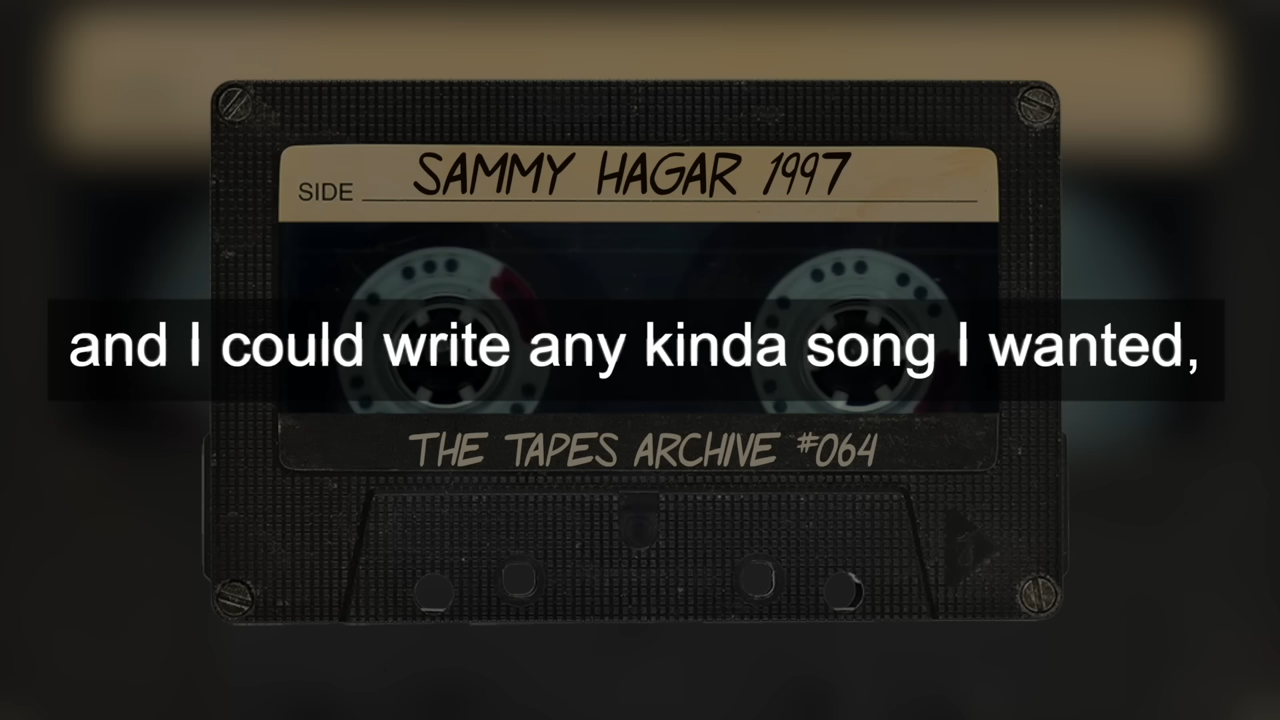 SAMMY HAGAR 1997
SIDE
and I could write any kinda song I wanted,
THE TAPES ARCHIVE #064